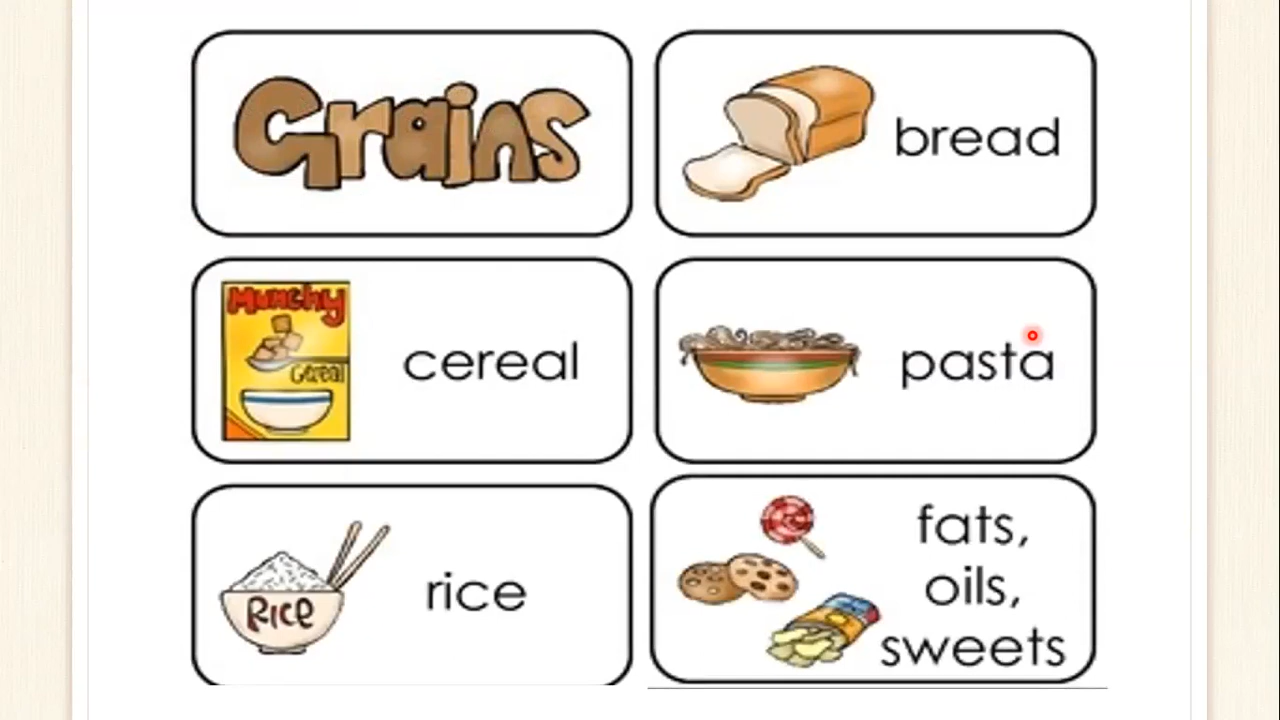 Grains
bread
Munchy
Cereal
cereal
pasta
RICE
rice
fats,
oils,
sweets